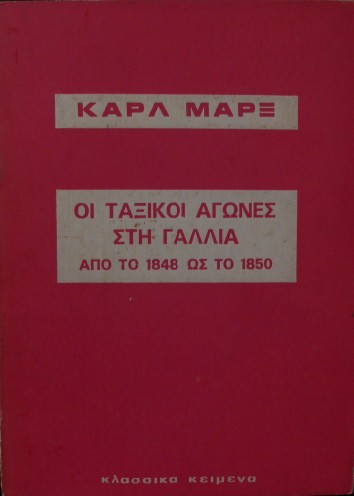 ΚΑΡΛ ΜΑΡΞ
ΟΙ ΤΑΞΙΚΟΙ ΑΓΩΝΕΣ
ΣΤΗ ΓΑΛΛΙΑ
ΑΠΟ ΤΟ 1848 ΩΣ ΤΟ 1850
κλασσικα κειμενα